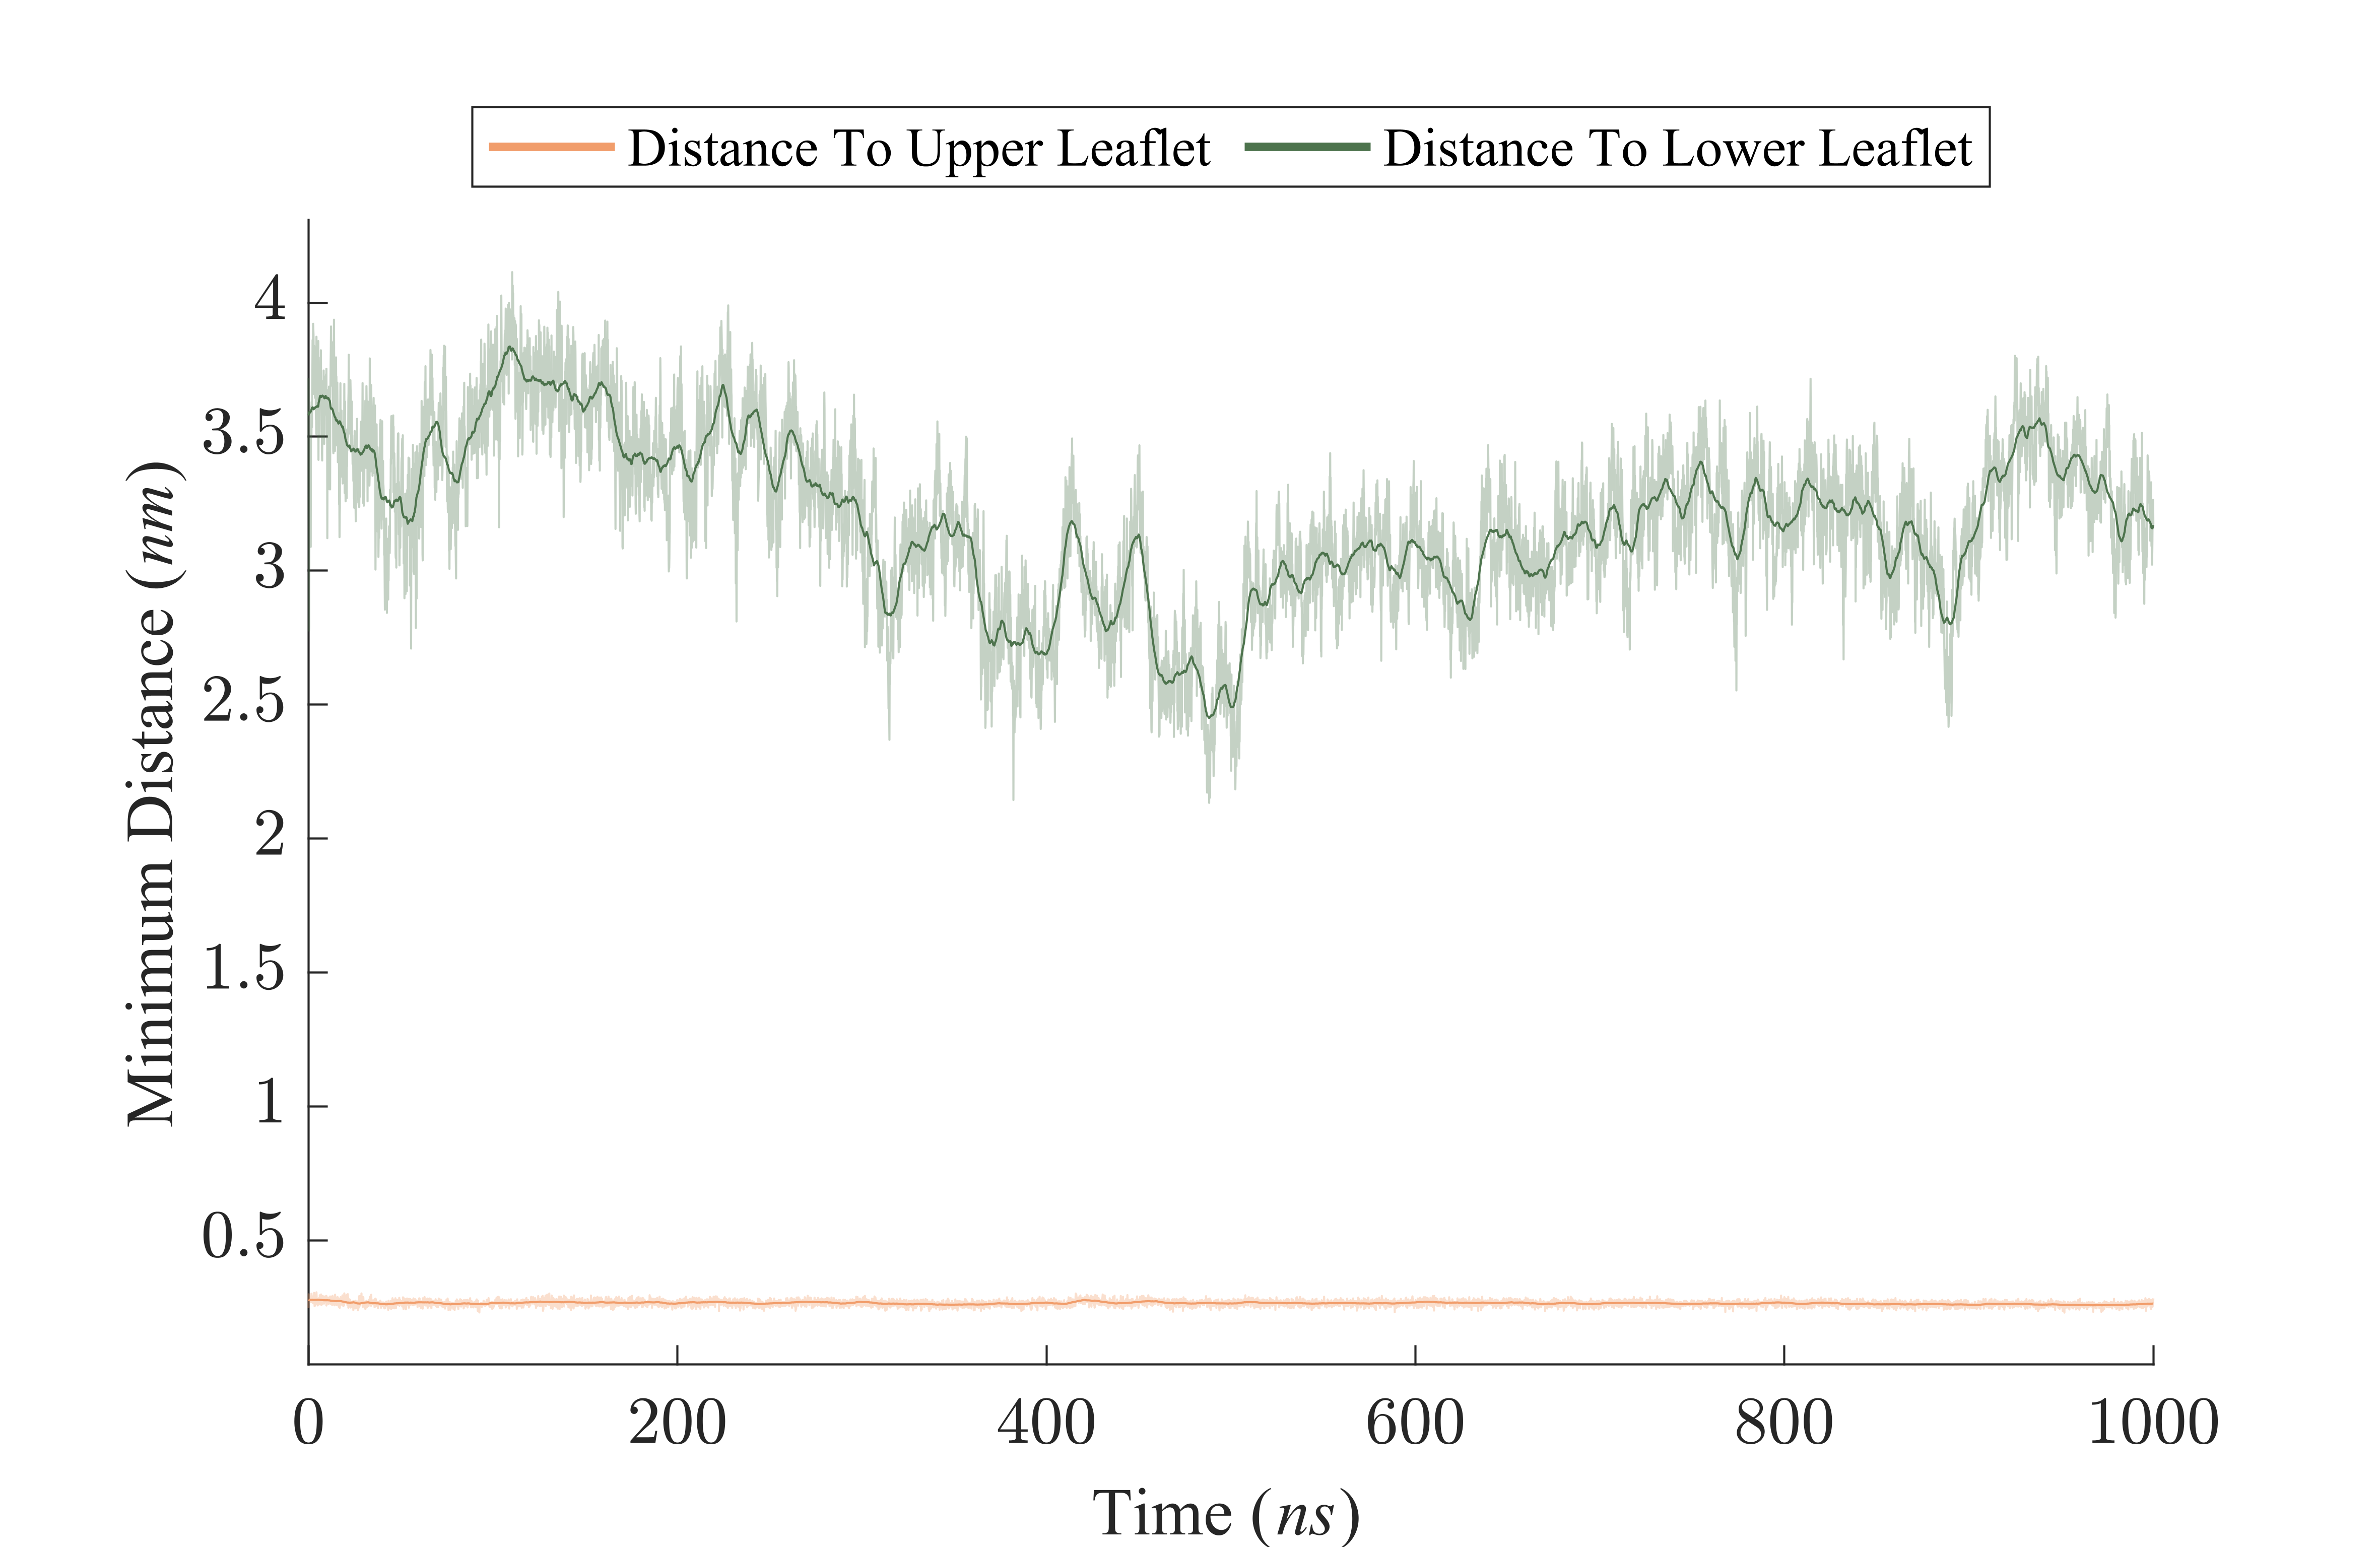 Distance To Upper Leaflet Distance To Lower Leaflet
Minimum Distance (nm)
4
3.5
3
2.5
2
1.5
1
0.5
0 200 400 600 800 1000
Time (ns)